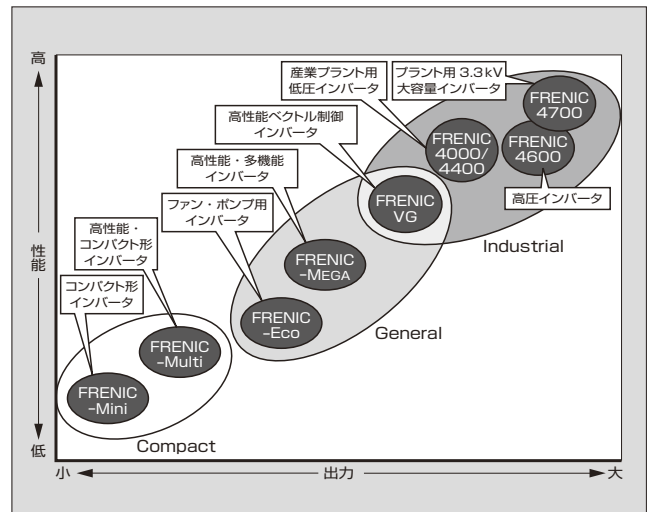 高
性能
低
小
出力
大
産業プラント用
低圧インバータ
プラント用 3.3 kV
大容量インバータ
高性能ベクトル制御
インバータ
高性能・多機能
インバータ
ファン・ポンプ用
インバータ
高性能・
コンパクト形
インバータ
コンパクト形
インバータ
高圧インバータ
FRENIC
4700
FRENIC
4000/
4400
FRENIC
4600
FRENIC
VG
Industrial
FRENIC
-MEGA
FRENIC
-Eco
General
FRENIC
-Multi
FRENIC
-Mini
Compact